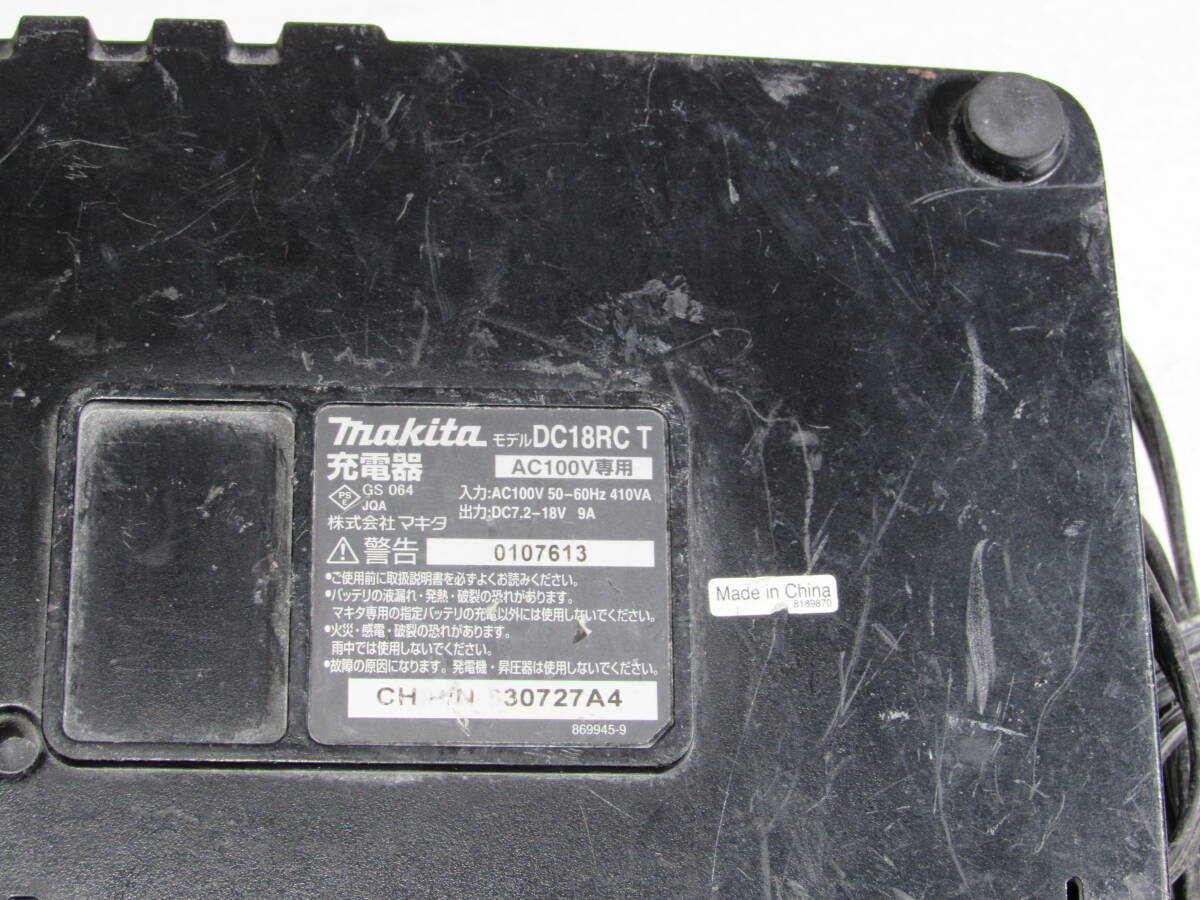 makita モデル DC18RC T
充電器 AC100V専用
PS E GS 064 入力:AC100V 50-60Hz 410VA
JQA 出力:DC7.2-18V 9A
株式会社 マキタ
警告 0107613
•ご使用前に取扱説明書を必ずよくお読みください。
•バッテリの液漏れ・発熱・破裂の恐れがあります。
マキタ専用の指定バッテリの充電以外には使用しないでください。
•火災・感電・破裂の恐れがあります。
雨中では使用しないでください。
•故障の原因になります。発電機・昇圧器は使用しないでください。
869945-9
Made in China
8189870